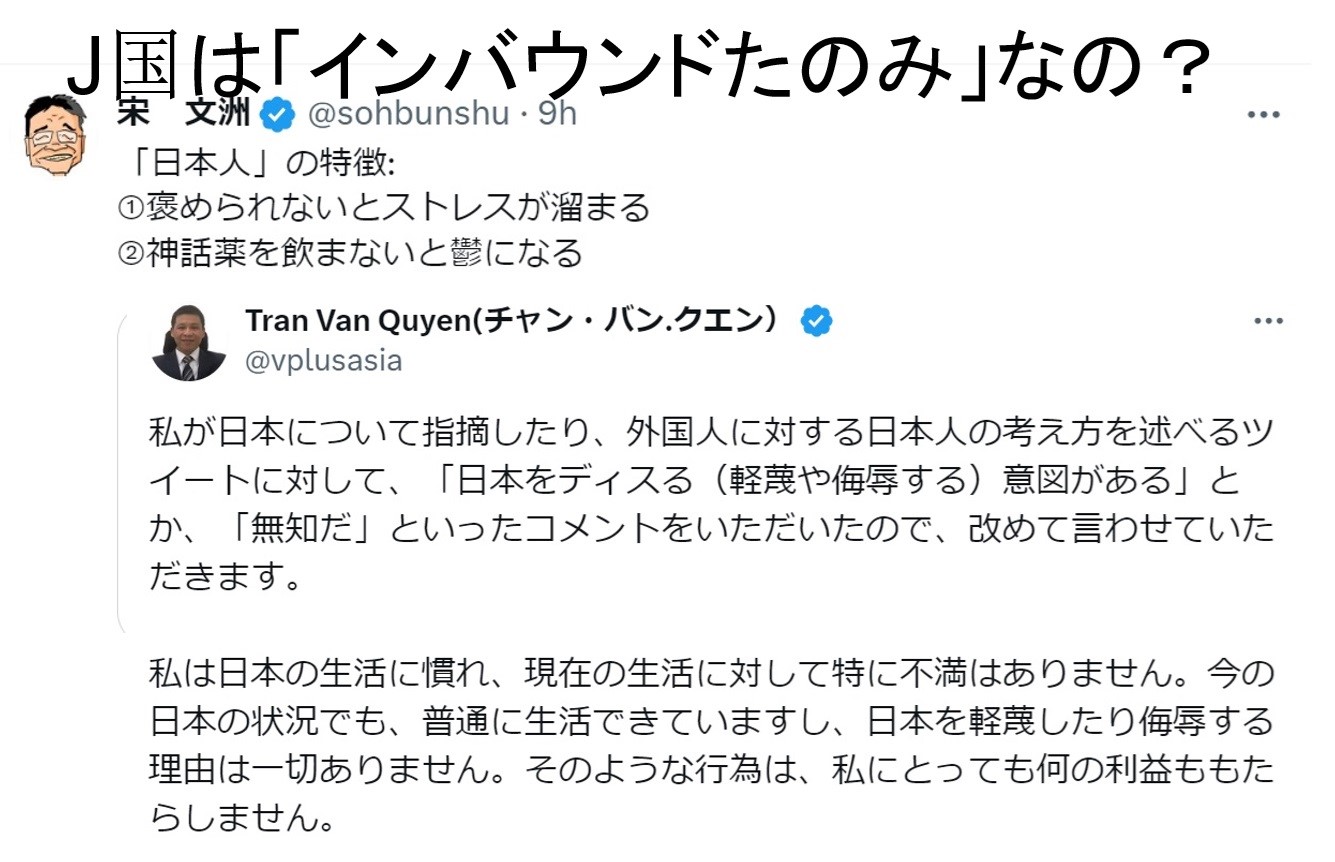 J国は「インバウンドたのみ」なの？
宋　文洲 @sohbunshu · 9h
「日本人」の特徴:
①褒められないとストレスが溜まる
②神話薬を飲まないと鬱になる
Tran Van Quyen(チャン・バン.クエン）
@vplusasia
私が日本について指摘したり、外国人に対する日本人の考え方を述べるツ
イートに対して、「日本をディスる（軽蔑や侮辱する）意図がある」と
か、「無知だ」といったコメントをいただいたので、改めて言わせていた
だきます。
私は日本の生活に慣れ、現在の生活に対して特に不満はありません。今の
日本の状況でも、普通に生活できていますし、日本を軽蔑したり侮辱する
理由は一切ありません。そのような行為は、私にとっても何の利益ももた
らしません。